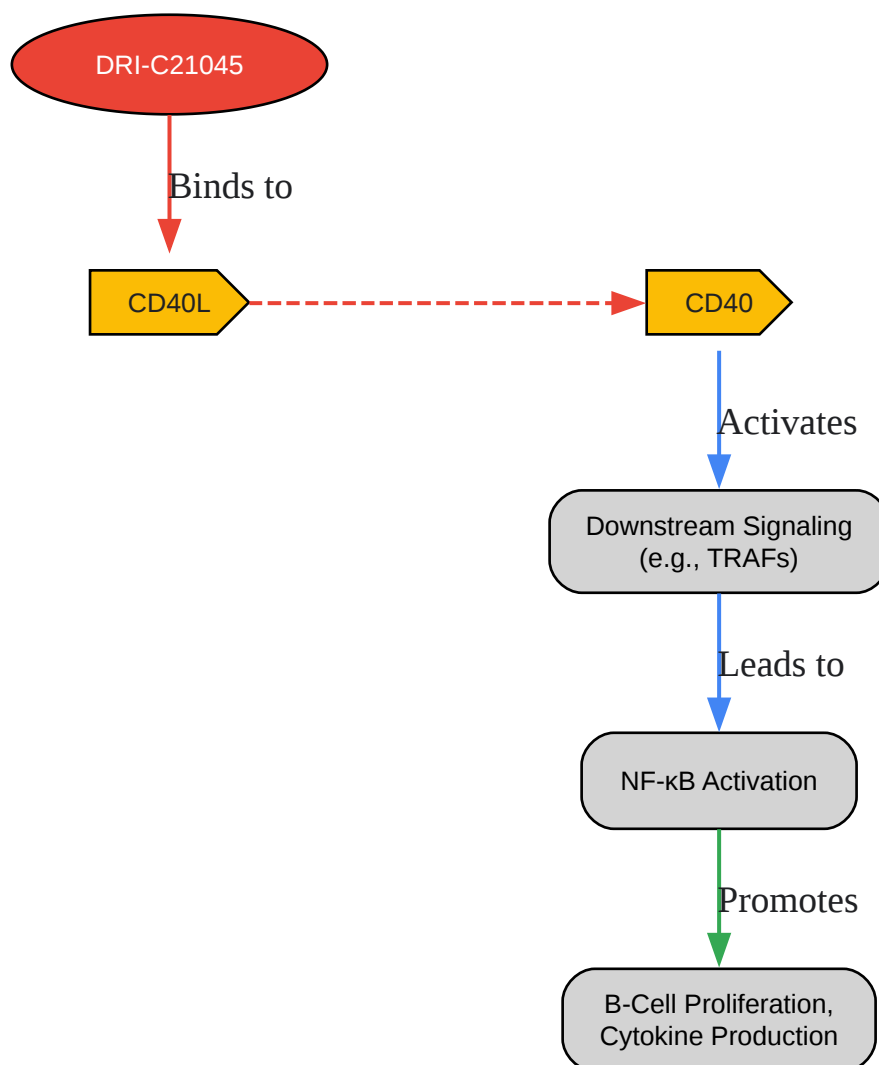 DRI-C21045
Binds to
CD40L
CD40
Activates
Downstream Signaling
(e.g., TRAFs)
Leads to
NF-κB Activation
Promotes
B-Cell Proliferation,
Cytokine Production